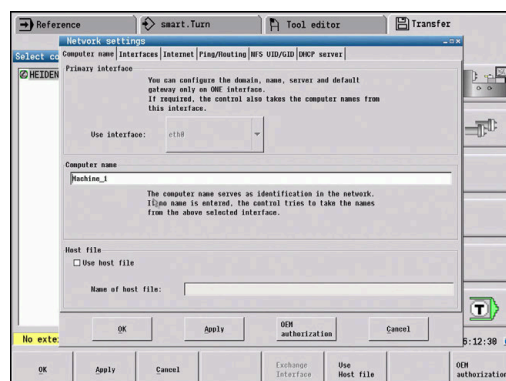 Reference smart.Turn Tool editor Transfer
Network settings
Select co
Computer name Interfaces Internet Ping/Routing NFS UID/GID DHCP server
HEIDEN
Primary interface
You can configure the domain, name, server and default
gateway only on ONE interface.
If required, the control also takes the computer names from
this interface.
Use interface: eth0
Computer name
Machine_1
The computer name serves as identification in the network.
If no name is entered, the control tries to take the names
from the above selected interface.
Host file
Use host file
Name of host file:
T
OK Apply OEM authorization Cancel
No exte
6:12:30
OK Apply Cancel Exchange Interface Use Host file OEM authorization